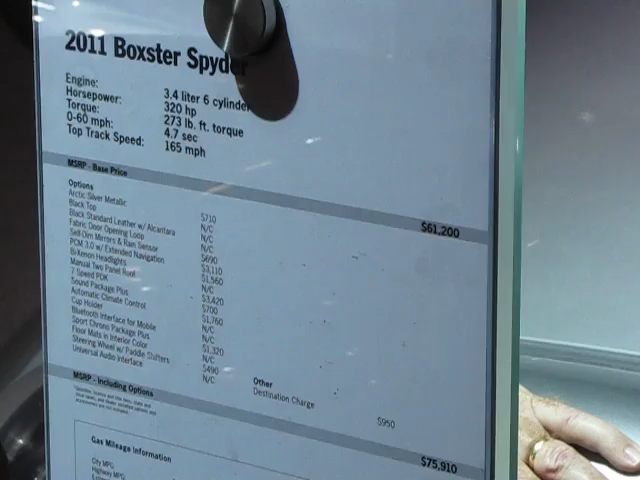 2011 Boxster Spyder
Engine: 3.4 liter 6 cylinder
Horsepower: 320 hp
Torque: 273 lb. ft. torque
0-60 mph: 4.7 sec
Top Track Speed: 165 mph
MSRP - Base Price $61,200
Options
Arctic Silver Metallic $710
Black Top N/C
Black Standard Leather w/ Alcantara N/C
Fabric Door Opening Loop N/C
Self-Dim Mirrors & Rain Sensor $690
PCM 3.0 w/ Extended Navigation $3,110
Bi-Xenon Headlights $1,560
Manual Two Panel Roof N/C
7 Speed PDK $3,420
Sound Package Plus $700
Automatic Climate Control $1,760
Cup Holder N/C
Bluetooth Interface for Mobile N/C
Sport Chrono Package Plus $1,320
Floor Mats in Interior Color N/C
Steering Wheel w/ Paddle Shifters $490
Universal Audio Interface N/C
Other
Destination Charge $950
MSRP - Including Options $75,910
Gas Mileage Information
City MPG
Highway MPG